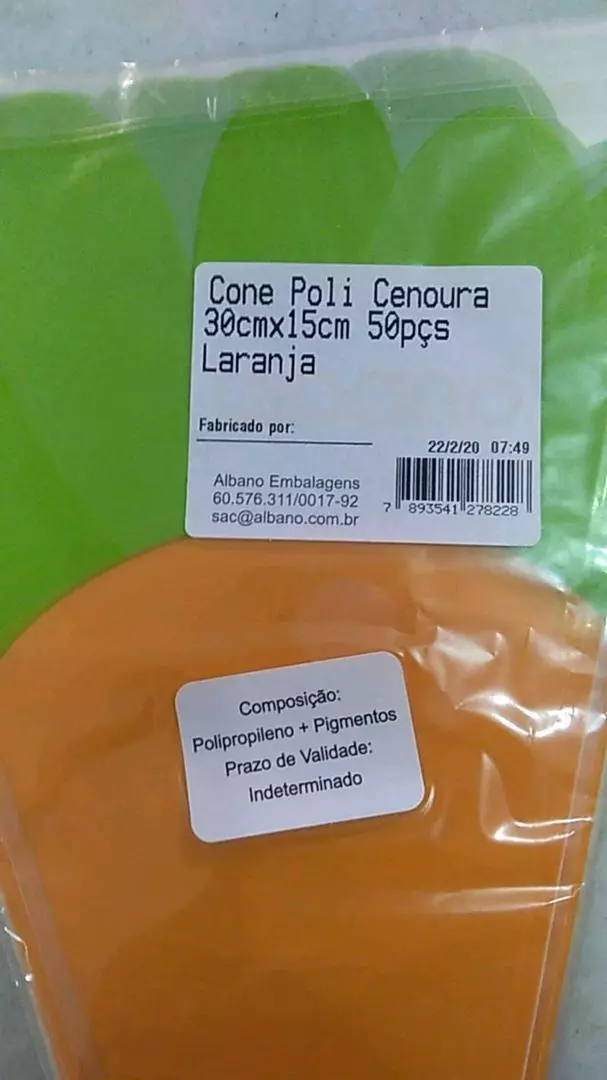 Cone Poli Cenoura
30cmx15cm 50pçs
Laranja
Fabricado por:
22/2/20 07:49
Albano Embalagens
60.576.311/0017-92
sac@albano.com.br
7 893541 278228
Composição:
Polipropileno + Pigmentos
Prazo de Validade:
Indeterminado